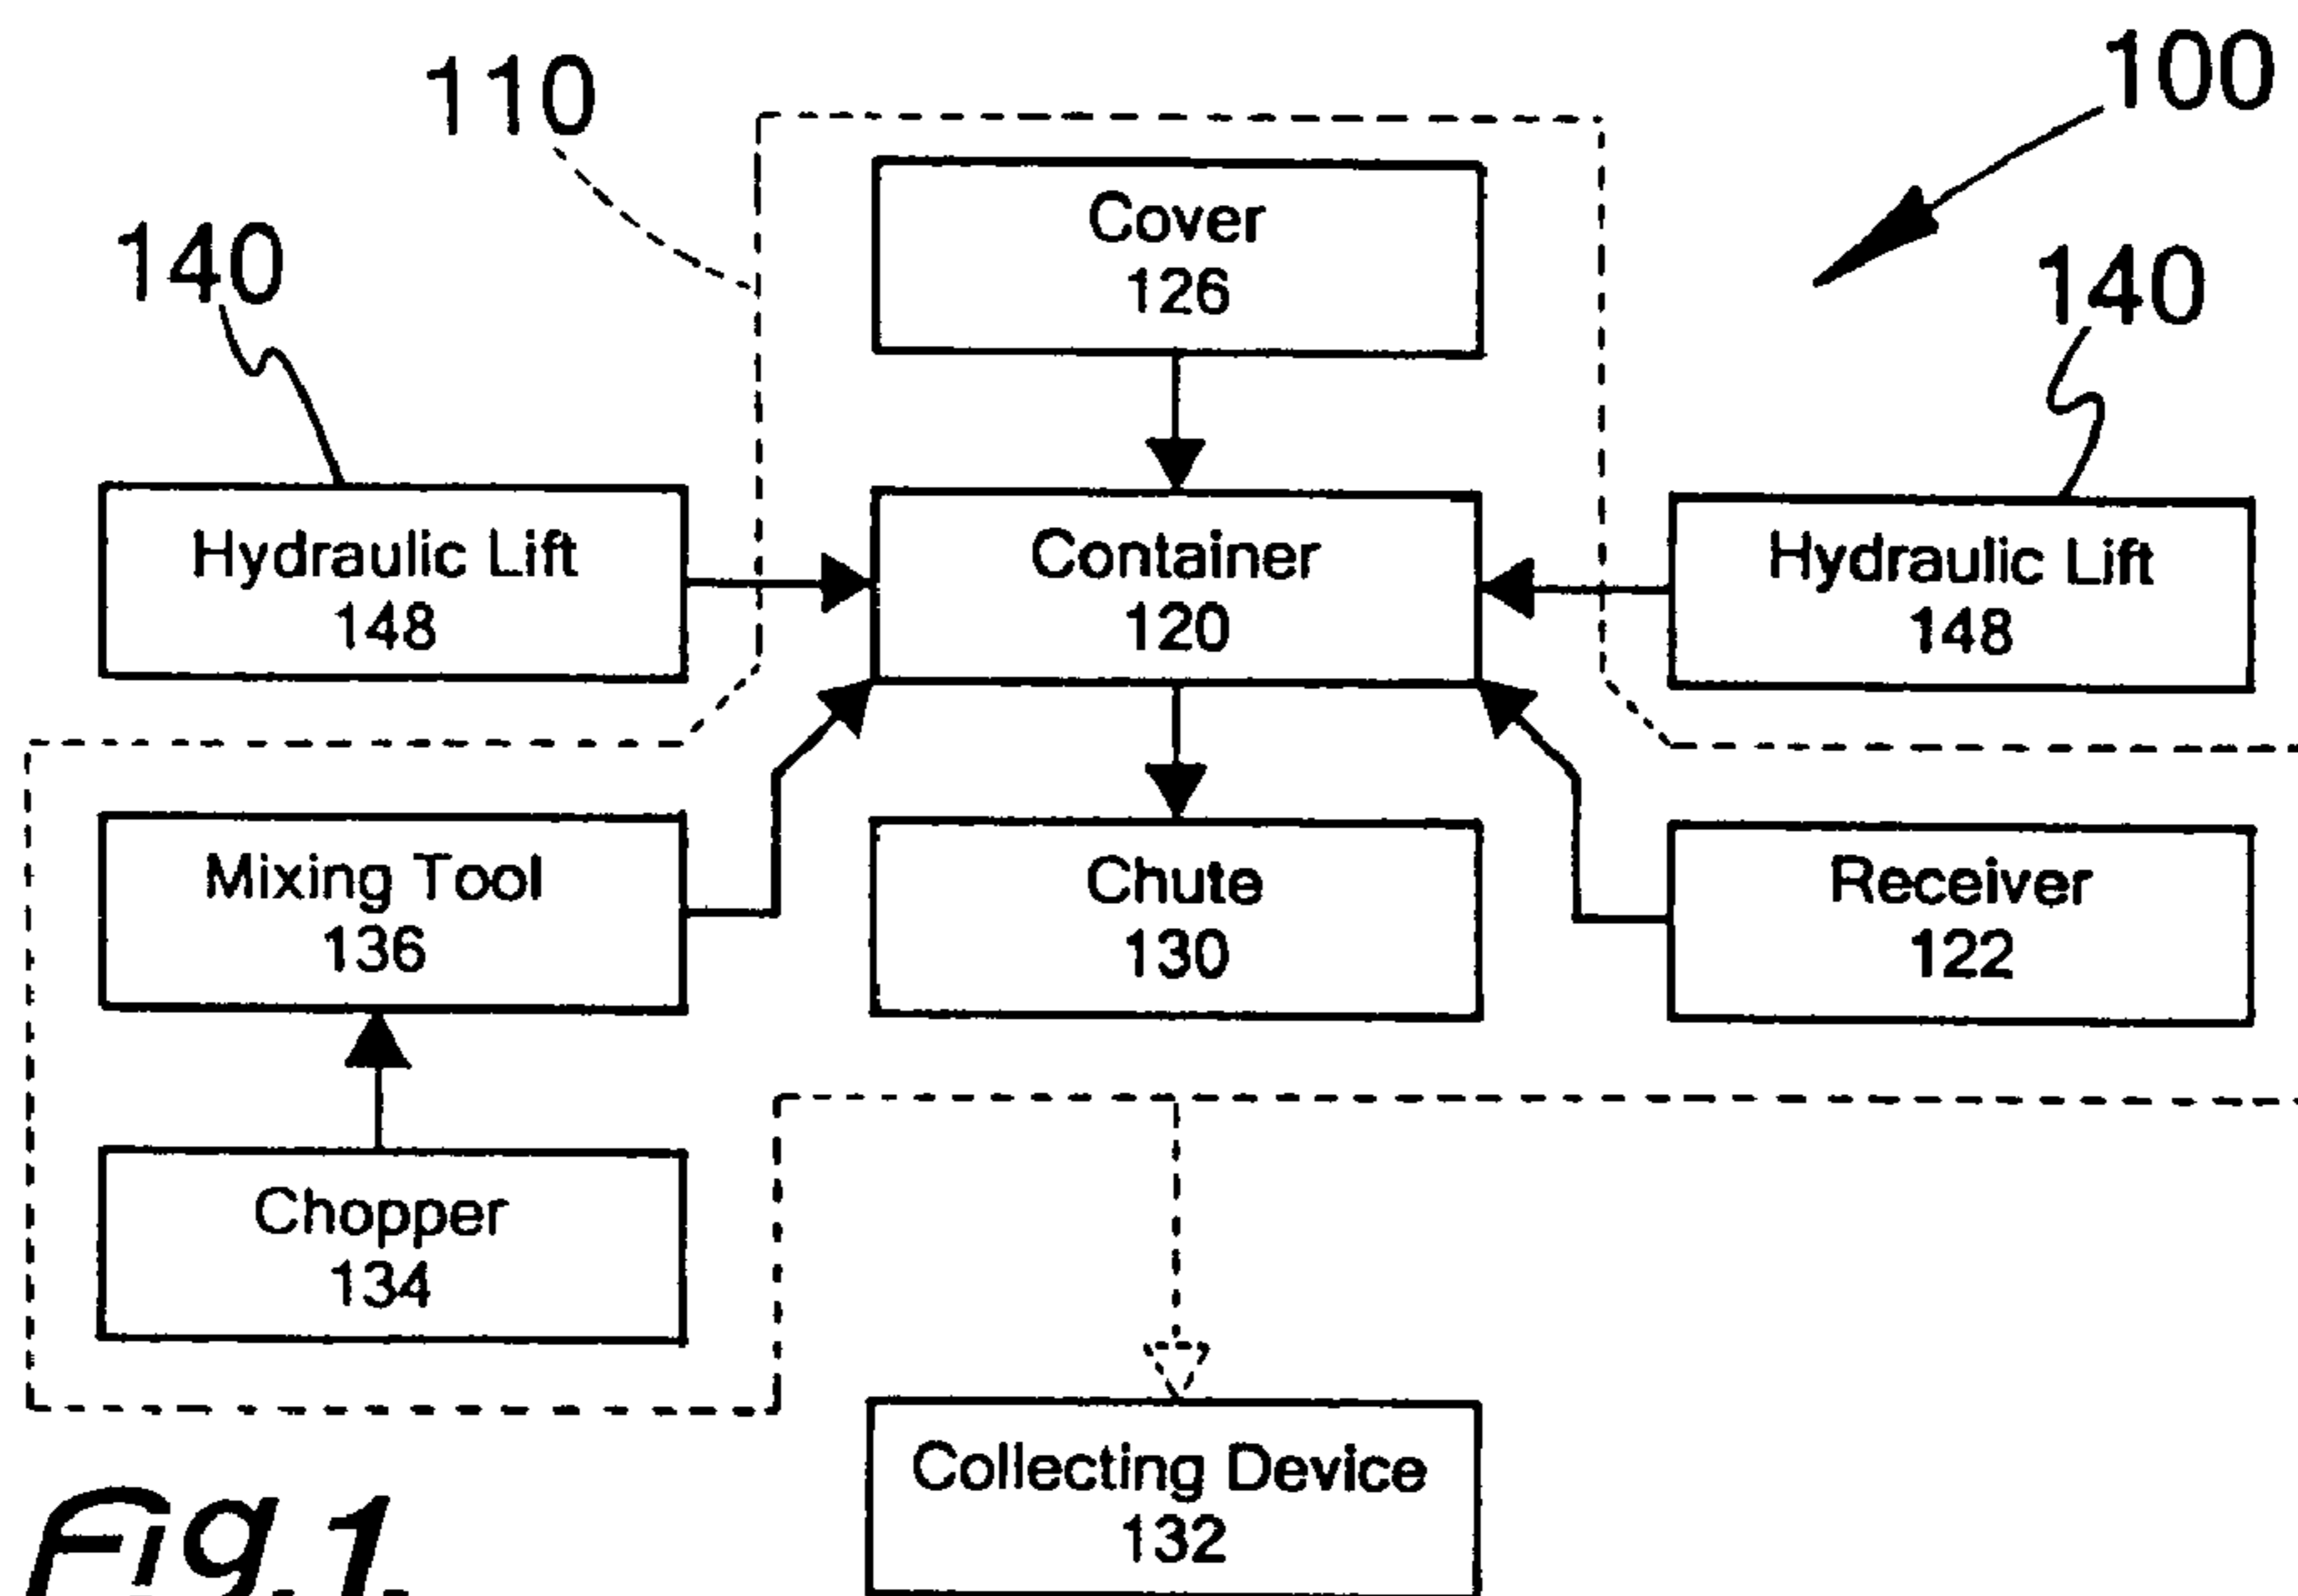 110
100
140
140
Cover
126
Hydraulic Lift
148
Container
120
Hydraulic Lift
148
Mixing Tool
136
Chute
130
Receiver
122
Chopper
134
Collecting Device
132
Fig.1.